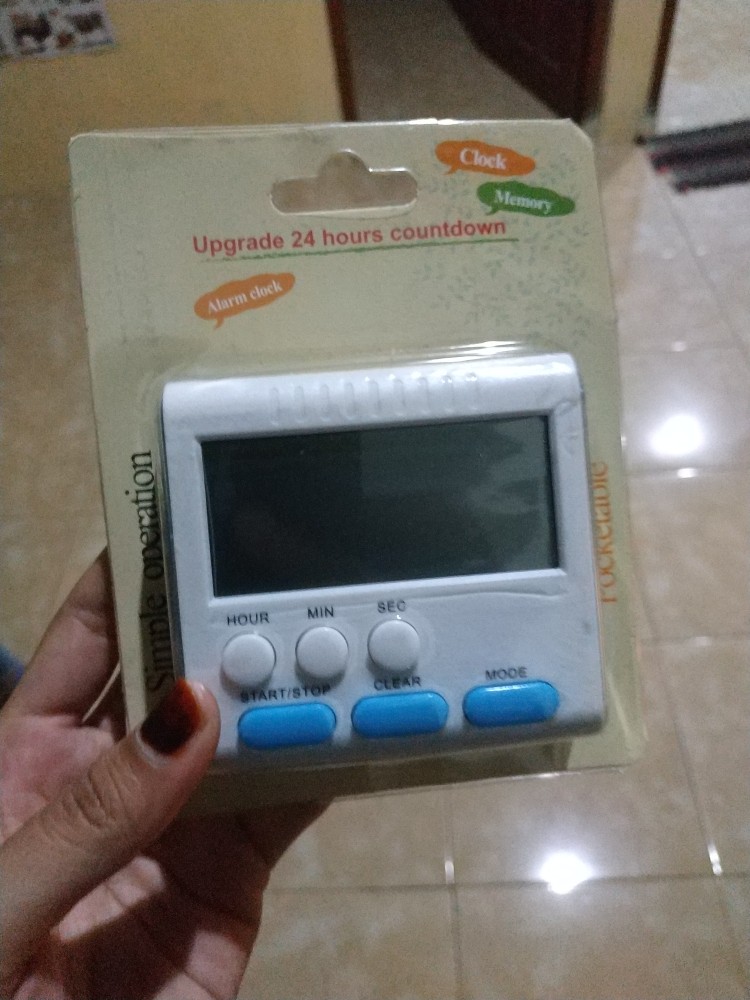 Clock
Memory
Upgrade 24 hours countdown
Alarm clock
Simple operation
Pocketable
HOUR MIN SEC
START/STOP CLEAR MODE